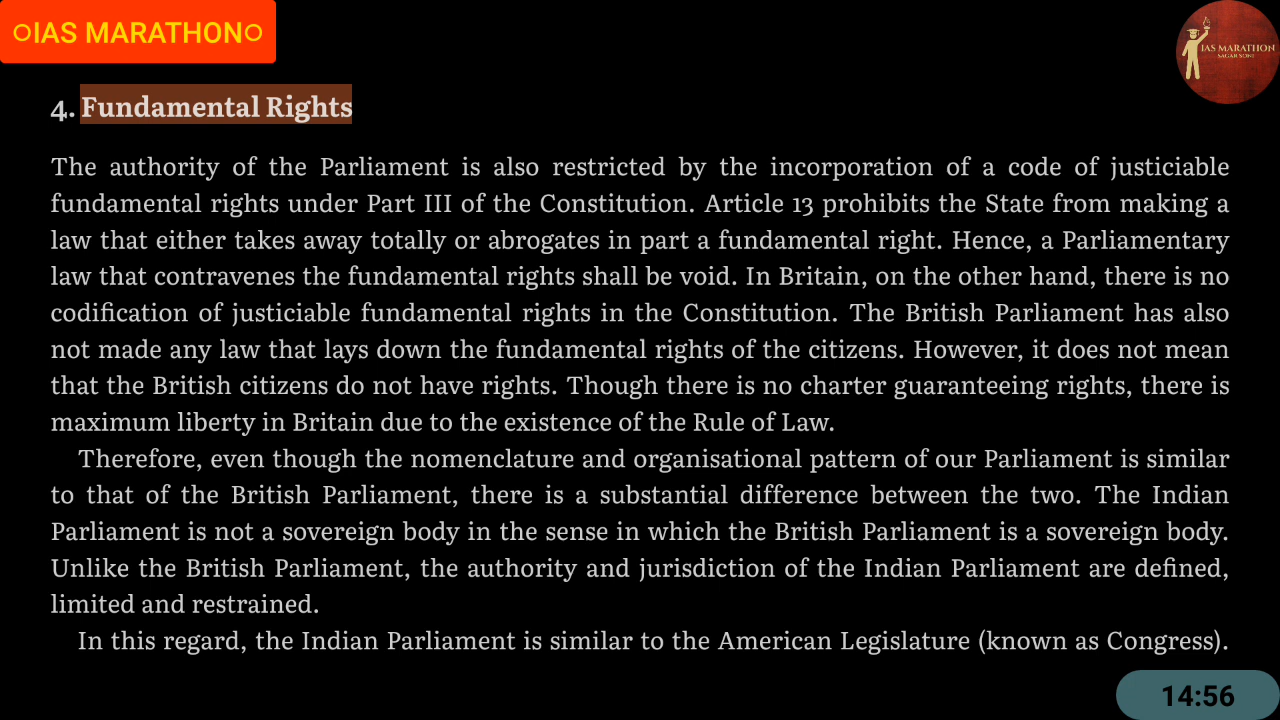 ○IAS MARATHON○
IAS MARATHON
SAGAR SONI
4. Fundamental Rights
The authority of the Parliament is also restricted by the incorporation of a code of justiciable
fundamental rights under Part III of the Constitution. Article 13 prohibits the State from making a
law that either takes away totally or abrogates in part a fundamental right. Hence, a Parliamentary
law that contravenes the fundamental rights shall be void. In Britain, on the other hand, there is no
codification of justiciable fundamental rights in the Constitution. The British Parliament has also
not made any law that lays down the fundamental rights of the citizens. However, it does not mean
that the British citizens do not have rights. Though there is no charter guaranteeing rights, there is
maximum liberty in Britain due to the existence of the Rule of Law.
Therefore, even though the nomenclature and organisational pattern of our Parliament is similar
to that of the British Parliament, there is a substantial difference between the two. The Indian
Parliament is not a sovereign body in the sense in which the British Parliament is a sovereign body.
Unlike the British Parliament, the authority and jurisdiction of the Indian Parliament are defined,
limited and restrained.
In this regard, the Indian Parliament is similar to the American Legislature (known as Congress).
14:56